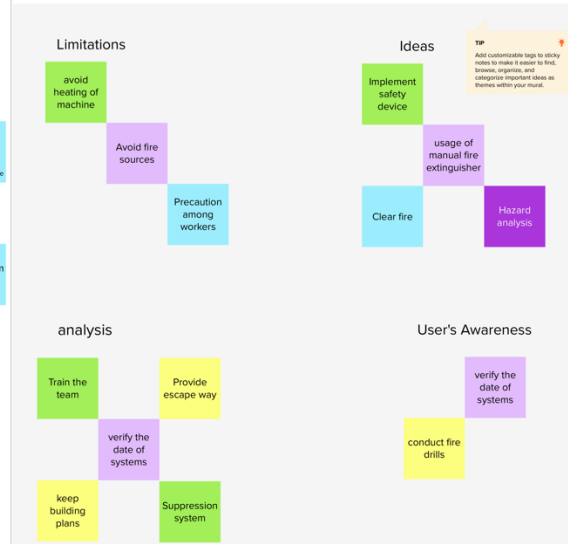 Limitations
avoid
heating of
machine
Avoid fire
sources
Precaution
among
workers
Ideas
TIP
Add customizable tags to sticky
notes to make it easier to find,
browse, organize, and
categorize important ideas as
themes within your mural.
Implement
safety
device
usage of
manual fire
extinguisher
Clear fire
Hazard
analysis
analysis
Train the
team
Provide
escape way
verify the
date of
systems
keep
building
plans
Suppression
system
User's Awareness
verify the
date of
systems
conduct fire
drills